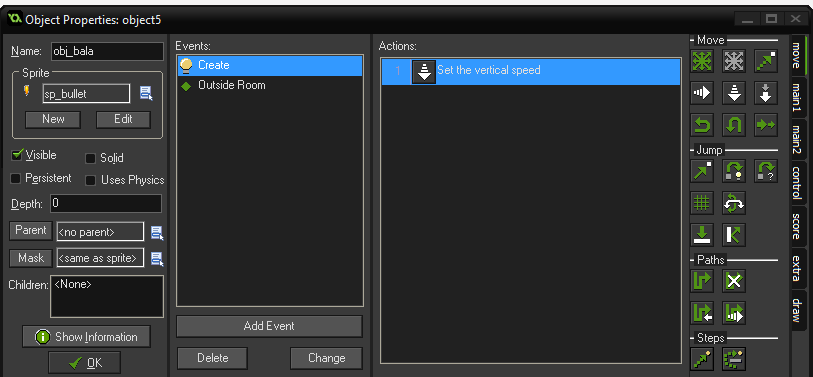 Object Properties: object5
Name: obj_bala
Sprite
sp_bullet
New Edit
Visible Solid
Persistent Uses Physics
Depth: 0
Parent <no parent>
Mask <same as sprite>
Children: <None>
Show Information
OK
Events:
Create
Outside Room
Add Event
Delete Change
Actions:
1 Set the vertical speed
Move
Jump
Paths
Steps
move
main1
main2
control
score
extra
draw